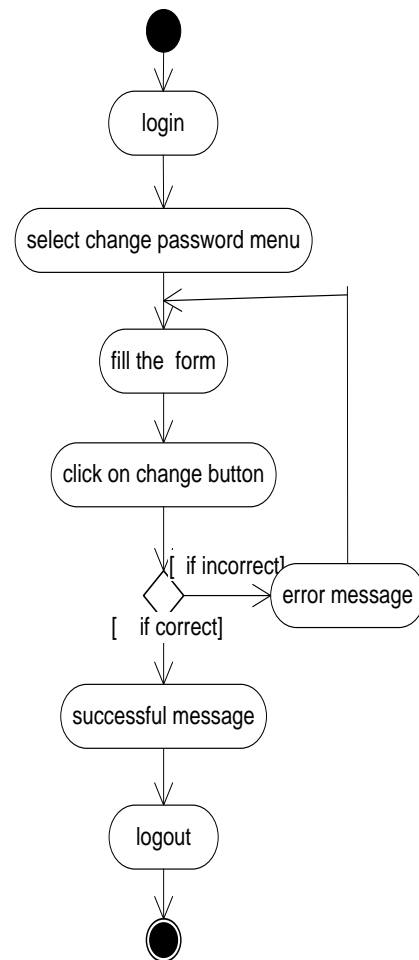 login
select change password menu
fill the form
click on change button
[ if incorrect]
error message
[ if correct]
successful message
logout